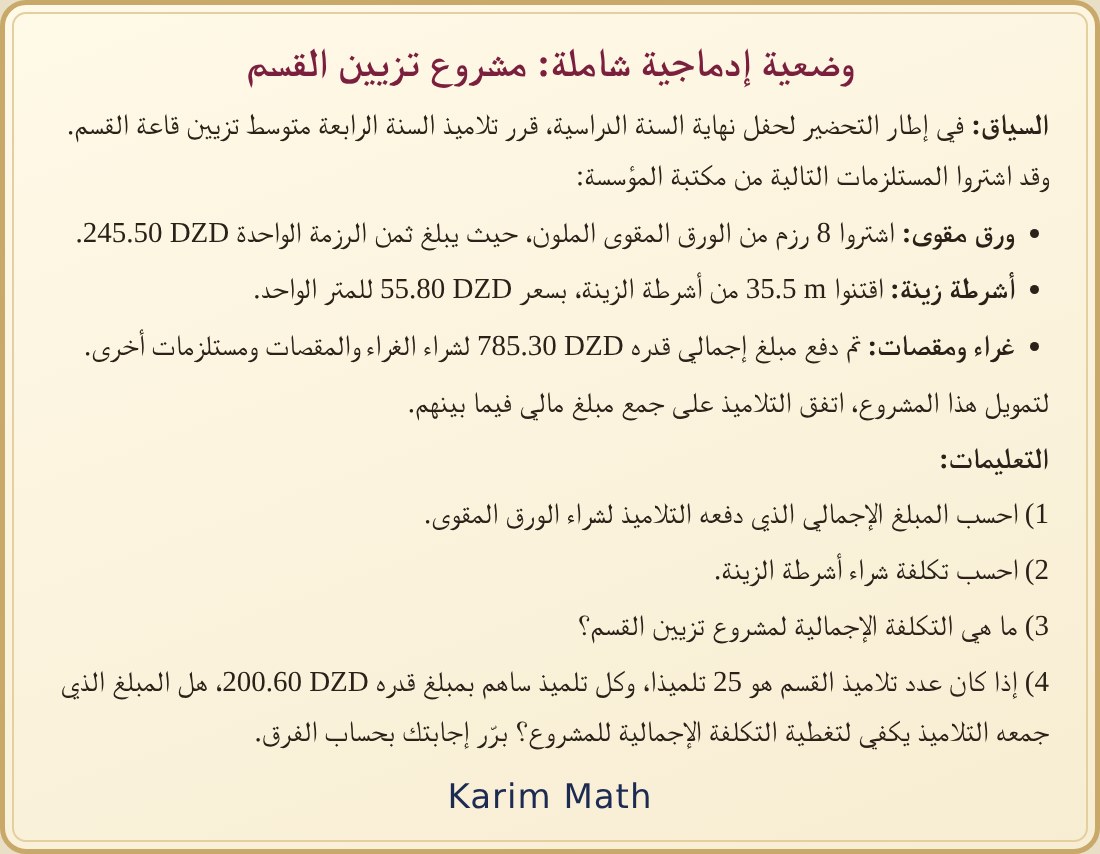 وضعية إدماجية شاملة: مشروع تزيين القسم
السياق: في إطار التحضير لحفل نهاية السنة الدراسية، قرر تلاميذ السنة الرابعة متوسط تزيين قاعة القسم.
وقد اشتروا المستلزمات التالية من مكتبة المؤسسة:
• ورق مقوى: اشتروا 8 رزم من الورق المقوى الملون، حيث يبلغ ثمن الرزمة الواحدة 245.50 DZD.
• أشرطة زينة: اقتنوا 35.5 m من أشرطة الزينة، بسعر 55.80 DZD للمتر الواحد.
• غراء ومقصات: تم دفع مبلغ إجمالي قدره 785.30 DZD لشراء الغراء والمقصات ومستلزمات أخرى.
لتمويل هذا المشروع، اتفق التلاميذ على جمع مبلغ مالي فيما بينهم.
التعليمات:
1) احسب المبلغ الإجمالي الذي دفعه التلاميذ لشراء الورق المقوى.
2) احسب تكلفة شراء أشرطة الزينة.
3) ما هي التكلفة الإجمالية لمشروع تزيين القسم؟
4) إذا كان عدد تلاميذ القسم هو 25 تلميذا، وكل تلميذ ساهم بمبلغ قدره 200.60 DZD، هل المبلغ الذي
جمعه التلاميذ يكفي لتغطية التكلفة الإجمالية للمشروع؟ برّر إجابتك بحساب الفرق.
Karim Math